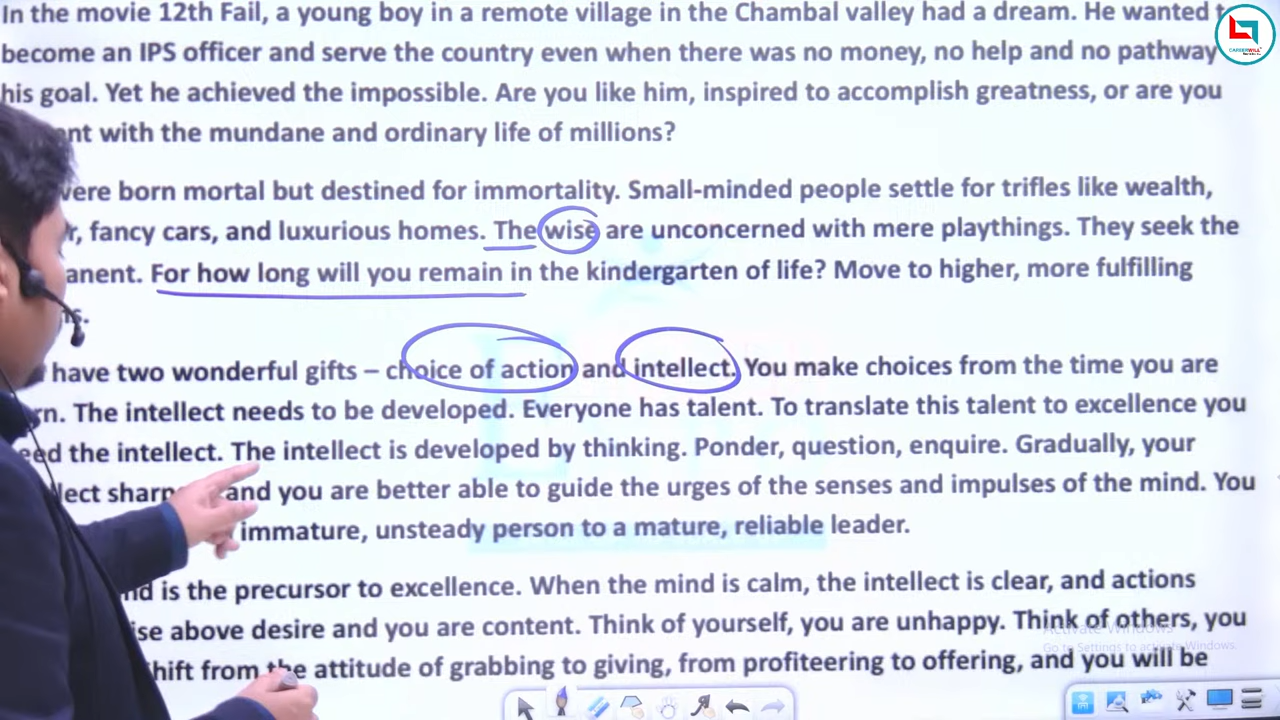 In the movie 12th Fail, a young boy in a remote village in the Chambal valley had a dream. He wanted
become an IPS officer and serve the country even when there was no money, no help and no pathway
his goal. Yet he achieved the impossible. Are you like him, inspired to accomplish greatness, or are you
with the mundane and ordinary life of millions?
were born mortal but destined for immortality. Small-minded people settle for trifles like wealth,
fancy cars, and luxurious homes. The wise are unconcerned with mere playthings. They seek the
For how long will you remain in the kindergarten of life? Move to higher, more fulfilling
have two wonderful gifts – choice of action and intellect. You make choices from the time you are
The intellect needs to be developed. Everyone has talent. To translate this talent to excellence you
the intellect. The intellect is developed by thinking. Ponder, question, enquire. Gradually, your
and you are better able to guide the urges of the senses and impulses of the mind. You
immature, unsteady person to a mature, reliable leader.
is the precursor to excellence. When the mind is calm, the intellect is clear, and actions
above desire and you are content. Think of yourself, you are unhappy. Think of others, you
from the attitude of grabbing to giving, from profiteering to offering, and you will be
CAREERWILL
Activate Windows
Go to Settings to activate Windows.